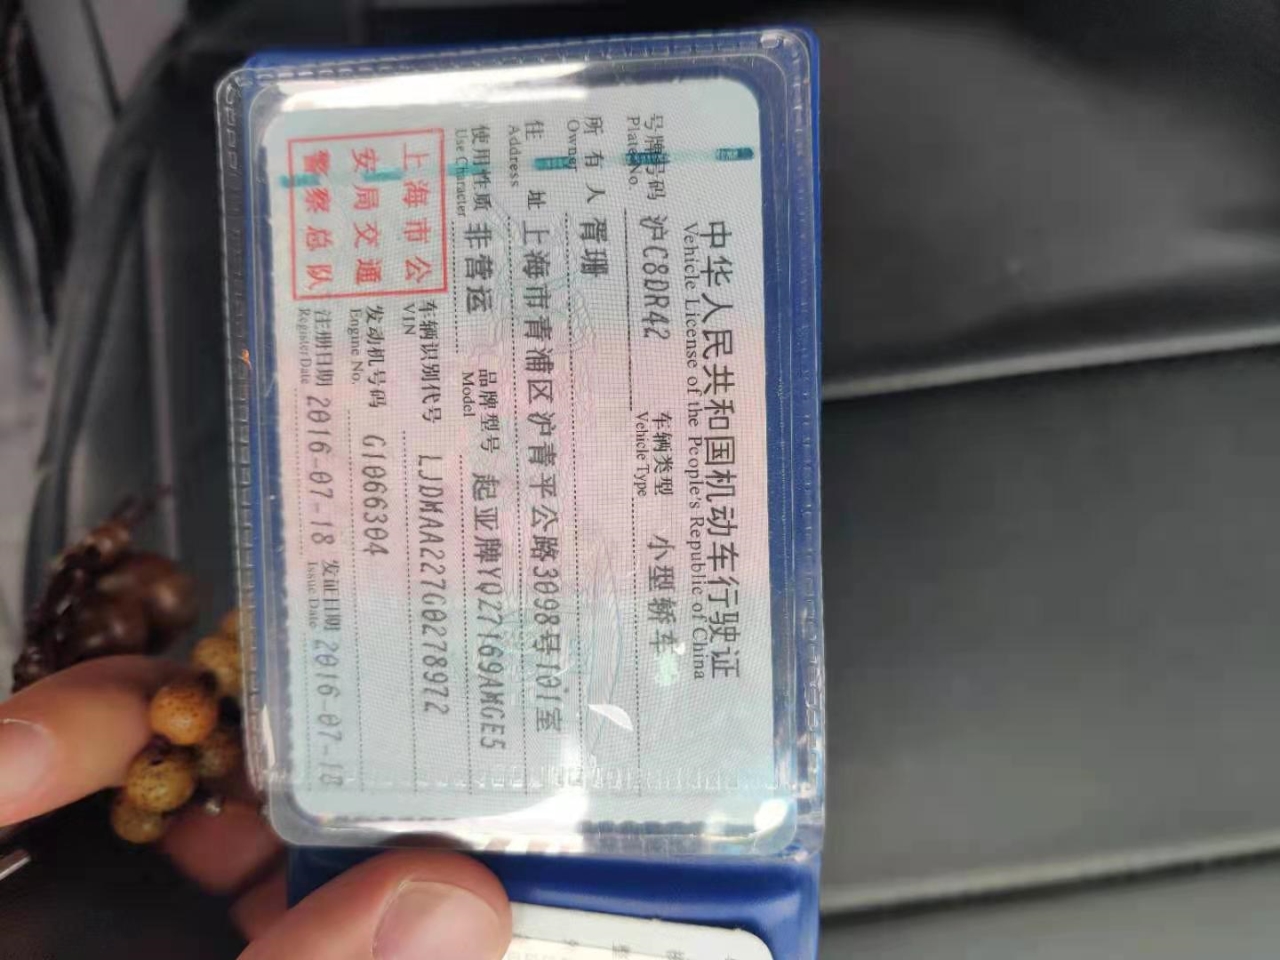 中华人民共和国机动车行驶证
Vehicle License of the People's Republic of China
号牌号码 沪C8DR42 车辆类型 小型轿车
Plate No. Vehicle Type
所有人 胥珊
Owner
住址 上海市青浦区沪青平公路3098号101室
Address
使用性质 非营运 品牌型号 起亚牌YQZ7169AMGE5
Use Character Model
上海市公
安局交通
警察总队
车辆识别代号 LJDMAA227G0278972
VIN
发动机号码 G1066304
Engine No.
注册日期 2016-07-18 发证日期 2016-07-18
Register Date Issue Date